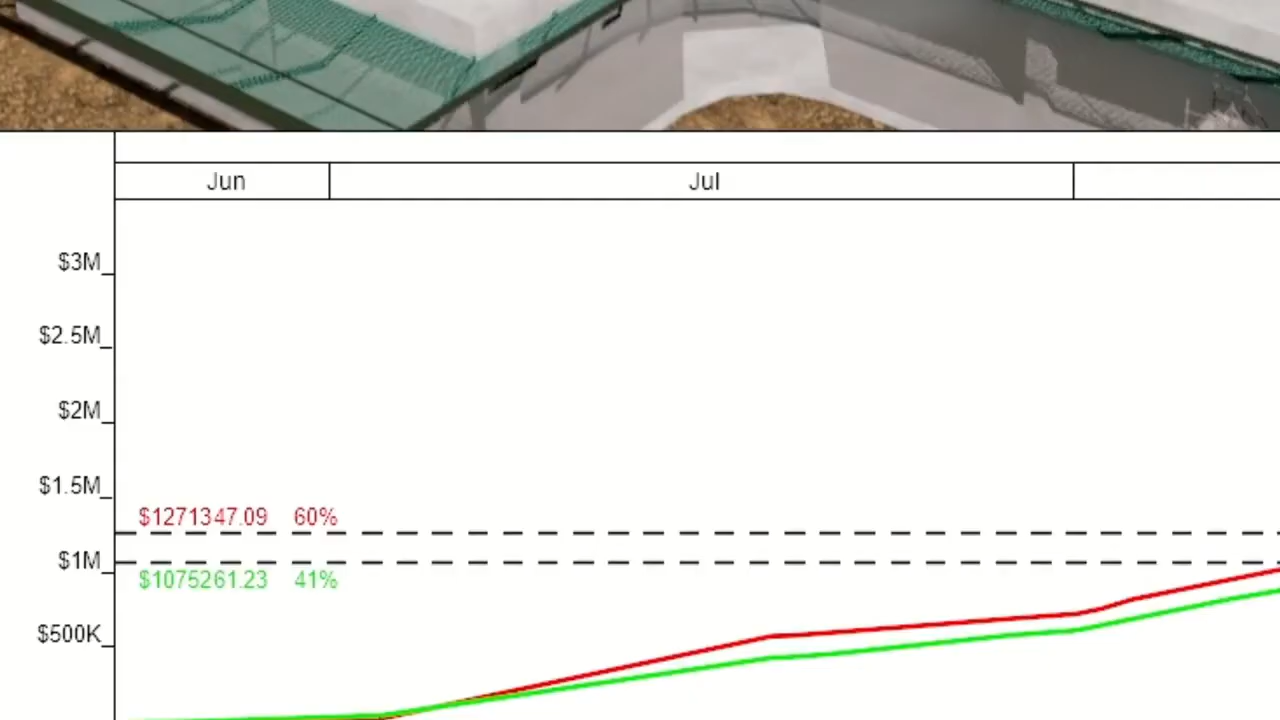 Jun Jul
$3M
$2.5M
$2M
$1.5M
$1271347.09 60%
$1M
$1075261.23 41%
$500K